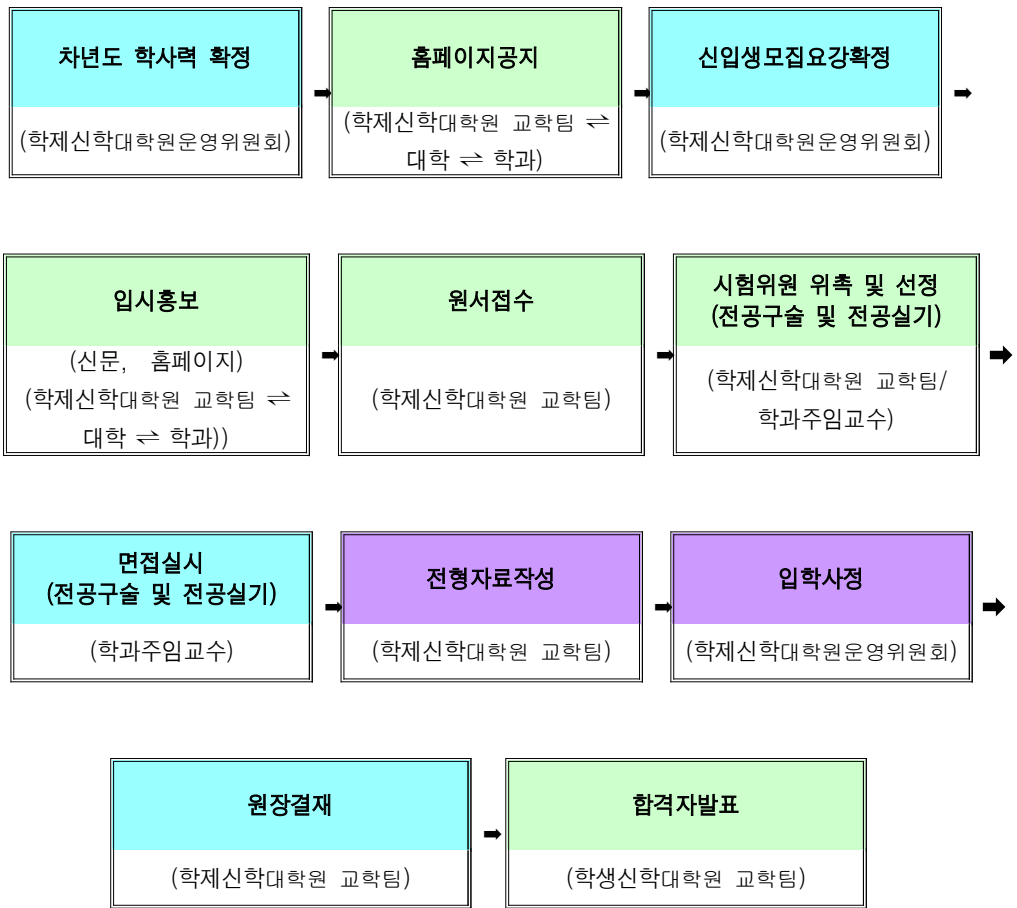 차년도 학사력 확정
(학제신학대학원운영위원회)
➡
홈페이지공지
(학제신학대학원 교학팀 ⇌
대학 ⇌ 학과)
➡
신입생모집요강확정
(학제신학대학원운영위원회)
➡
입시홍보
(신문, 홈페이지)
(학제신학대학원 교학팀 ⇌
대학 ⇌ 학과))
➡
원서접수
(학제신학대학원 교학팀)
➡
시험위원 위촉 및 선정
(전공구술 및 전공실기)
(학제신학대학원 교학팀/
학과주임교수)
➡
면접실시
(전공구술 및 전공실기)
(학과주임교수)
➡
전형자료작성
(학제신학대학원 교학팀)
➡
입학사정
(학제신학대학원운영위원회)
➡
원장결재
(학제신학대학원 교학팀)
➡
합격자발표
(학생신학대학원 교학팀)